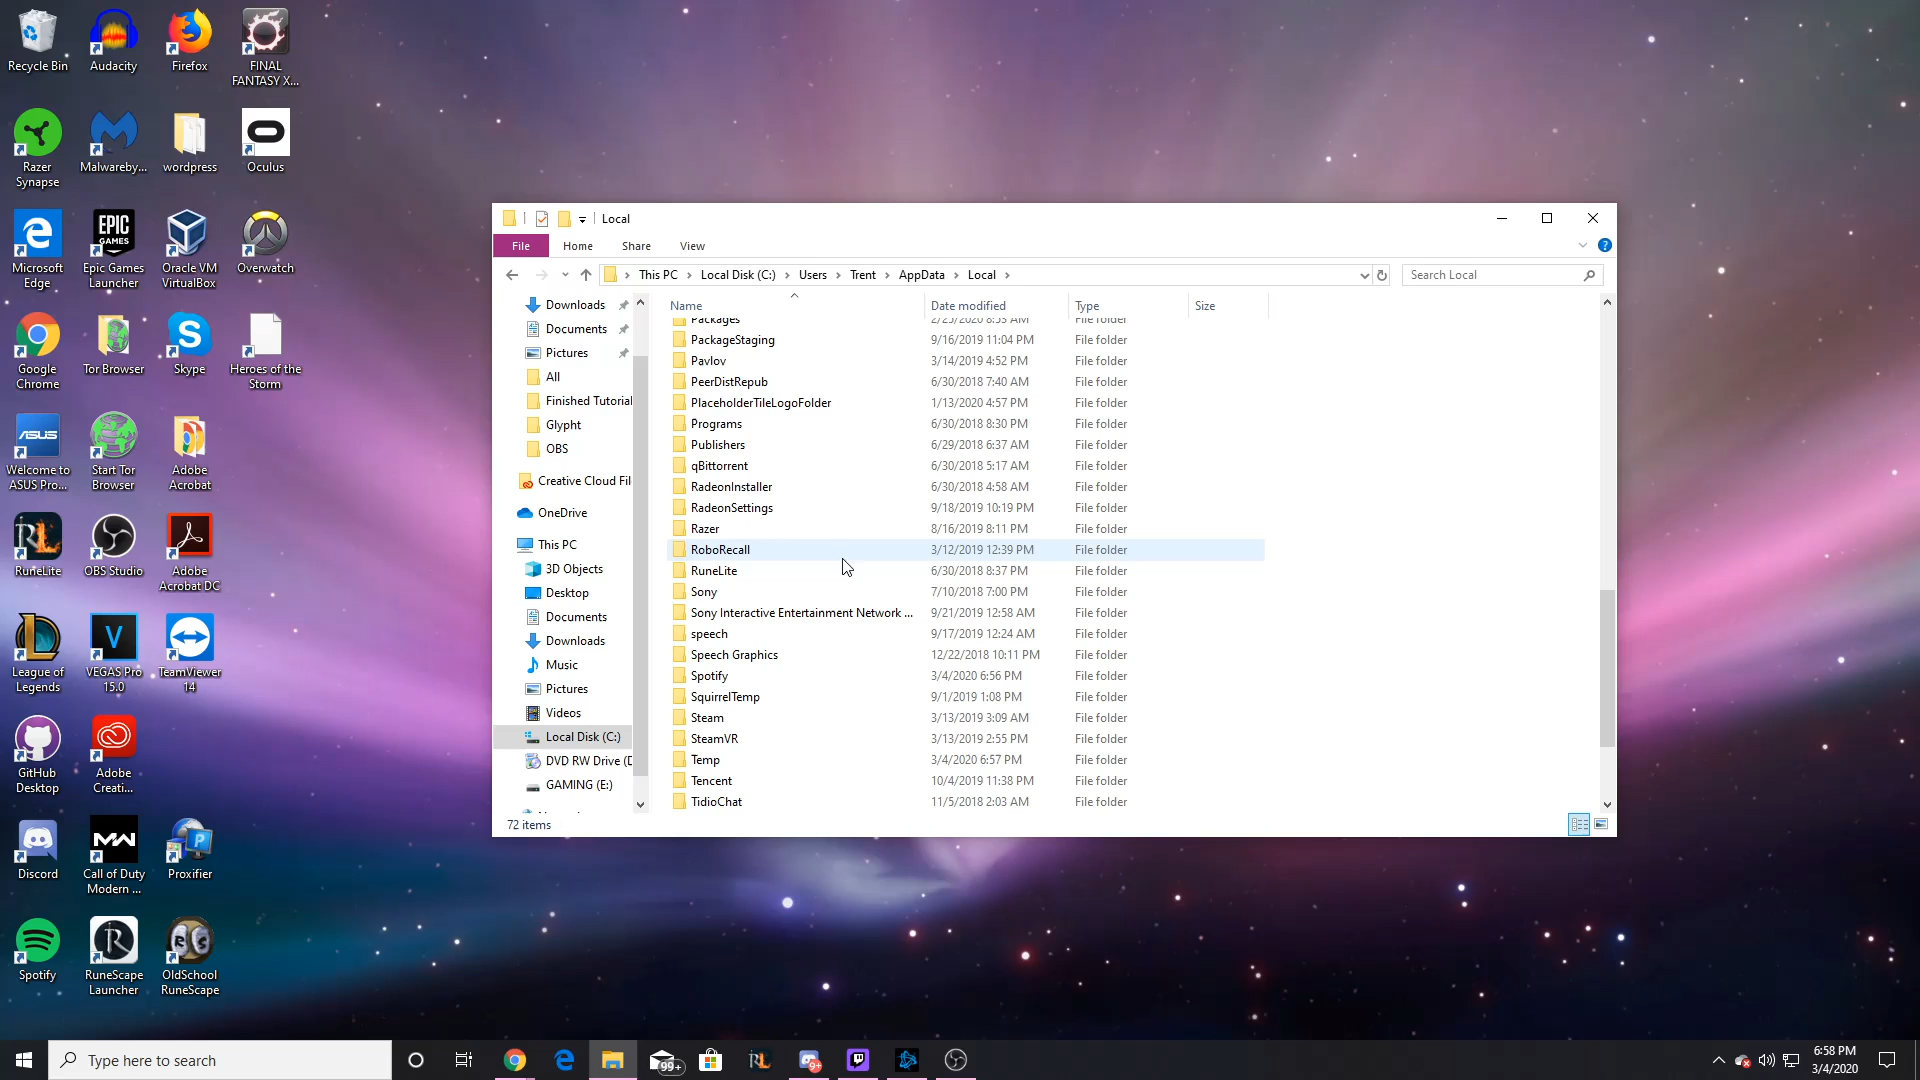 Recycle Bin
Audacity
Firefox
FINAL
FANTASY X...
Razer
Synapse
Malwareby...
wordpress
Oculus
Microsoft
Edge
EPIC
GAMES
Epic Games
Launcher
Oracle VM
VirtualBox
Overwatch
Google
Chrome
Tor Browser
Skype
Heroes of the
Storm
ASUS
Welcome to
ASUS Pro...
Start Tor
Browser
Adobe
Acrobat
RuneLite
OBS Studio
Adobe
Acrobat DC
League of
Legends
VEGAS Pro
15.0
TeamViewer
14
GitHub
Desktop
Adobe
Creati...
Discord
Call of Duty
Modern ...
Proxifier
Spotify
RuneScape
Launcher
OldSchool
RuneScape
Local
File Home Share View
This PC > Local Disk (C:) > Users > Trent > AppData > Local >
Search Local
Downloads
Documents
Pictures
All
Finished Tutorial
Glypht
OBS
Creative Cloud Fil
OneDrive
This PC
3D Objects
Desktop
Documents
Downloads
Music
Pictures
Videos
Local Disk (C:)
DVD RW Drive (D
GAMING (E:)
Name Date modified Type Size
Packages 2/25/2020 8:53 AM File folder
PackageStaging 9/16/2019 11:04 PM File folder
Pavlov 3/14/2019 4:52 PM File folder
PeerDistRepub 6/30/2018 7:40 AM File folder
PlaceholderTileLogoFolder 1/13/2020 4:57 PM File folder
Programs 6/30/2018 8:30 PM File folder
Publishers 6/29/2018 6:37 AM File folder
qBittorrent 6/30/2018 5:17 AM File folder
RadeonInstaller 6/30/2018 4:58 AM File folder
RadeonSettings 9/18/2019 10:19 PM File folder
Razer 8/16/2019 8:11 PM File folder
RoboRecall 3/12/2019 12:39 PM File folder
RuneLite 6/30/2018 8:37 PM File folder
Sony 7/10/2018 7:00 PM File folder
Sony Interactive Entertainment Network ... 9/21/2019 12:58 AM File folder
speech 9/17/2019 12:24 AM File folder
Speech Graphics 12/22/2018 10:11 PM File folder
Spotify 3/4/2020 6:56 PM File folder
SquirrelTemp 9/1/2019 1:08 PM File folder
Steam 3/13/2019 3:09 AM File folder
SteamVR 3/13/2019 2:55 PM File folder
Temp 3/4/2020 6:57 PM File folder
Tencent 10/4/2019 11:38 PM File folder
TidioChat 11/5/2018 2:03 AM File folder
72 items
Type here to search
99+
9+
6:58 PM
3/4/2020